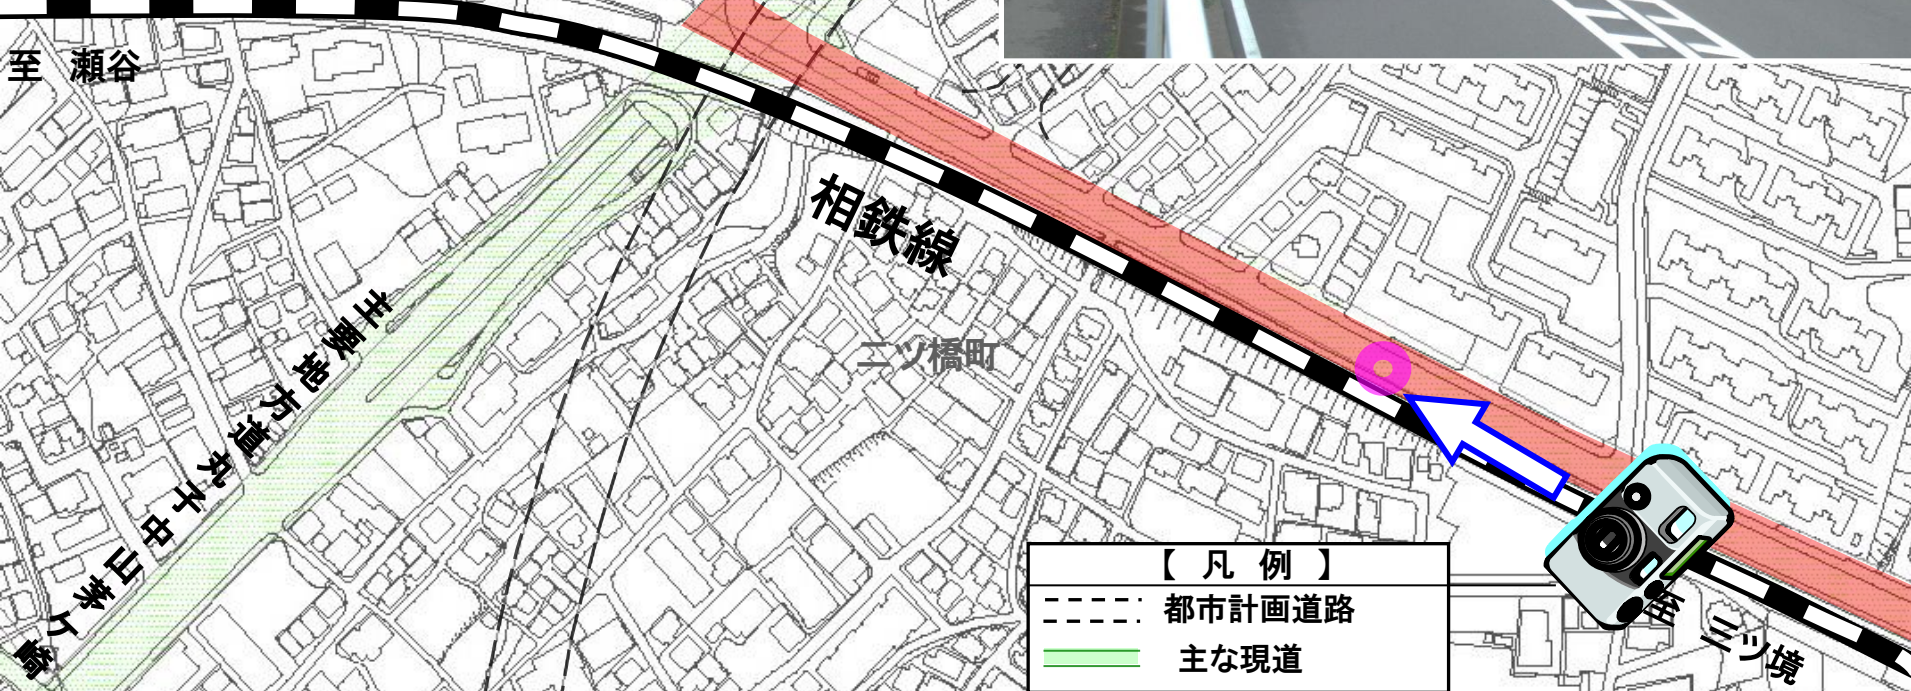 至 瀬谷
相鉄線
二ツ橋町
主要地方道丸子中山茅ケ崎
至 三ツ境
【 凡 例 】
都市計画道路
主な現道